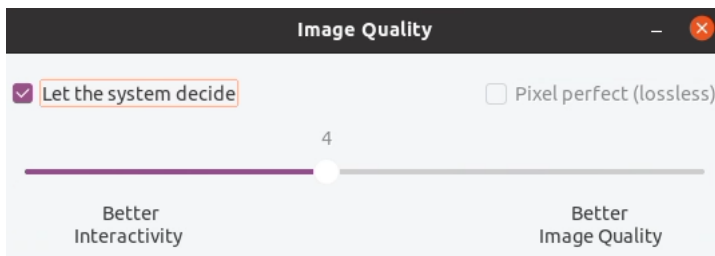 Image Quality
Let the system decide
Pixel perfect (lossless)
4
Better
Interactivity
Better
Image Quality